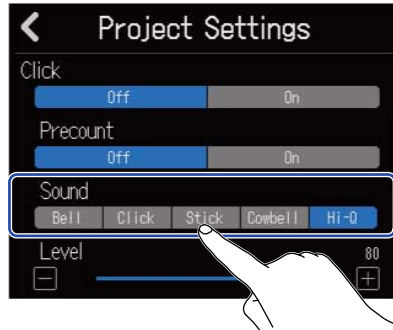 Project Settings
Click
Off On
Precount
Off On
Sound
Bell Click Stick Cowbell Hi-Q
Level 80